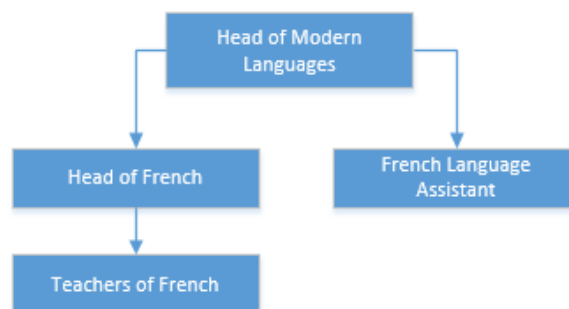 Head of Modern
Languages
Head of French
French Language
Assistant
Teachers of French